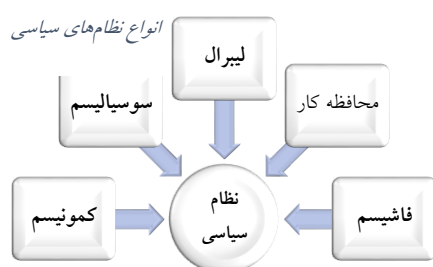 انواع نظام‌های سیاسی
لیبرال
محافظه کار
سوسیالیسم
نظام
سیاسی
فاشیسم
کمونیسم